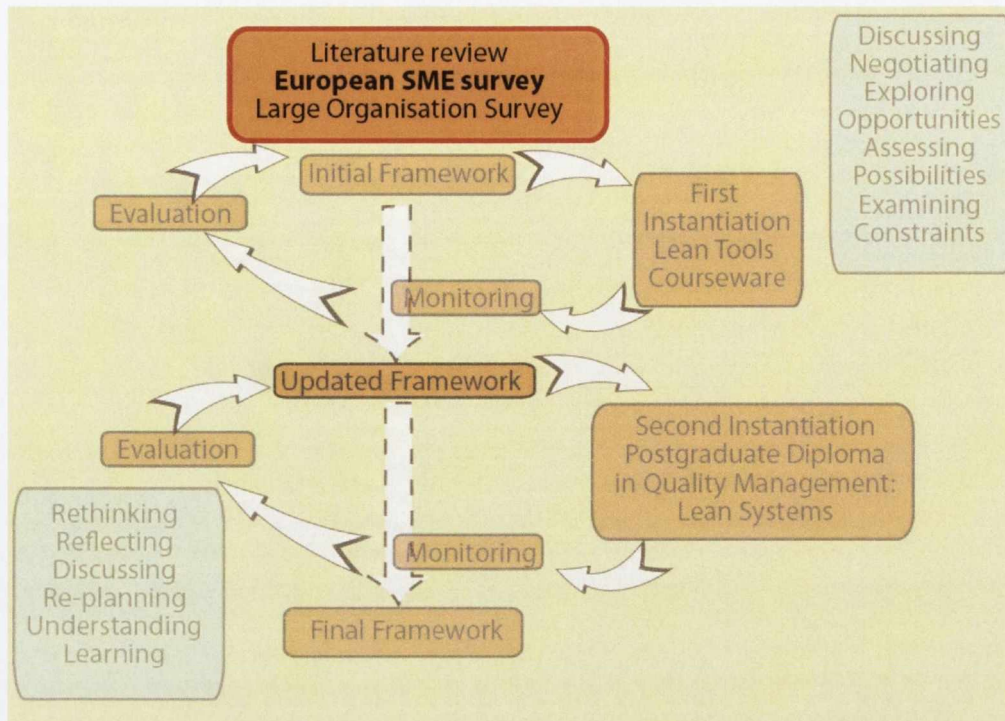 Literature review
European SME survey
Large Organisation Survey
Discussing
Negotiating
Exploring
Opportunities
Assessing
Possibilities
Examining
Constraints
Initial Framework
Evaluation
First
Instantiation
Lean Tools
Courseware
Monitoring
Updated Framework
Evaluation
Second Instantiation
Postgraduate Diploma
in Quality Management:
Lean Systems
Rethinking
Reflecting
Discussing
Re-planning
Understanding
Learning
Monitoring
Final Framework